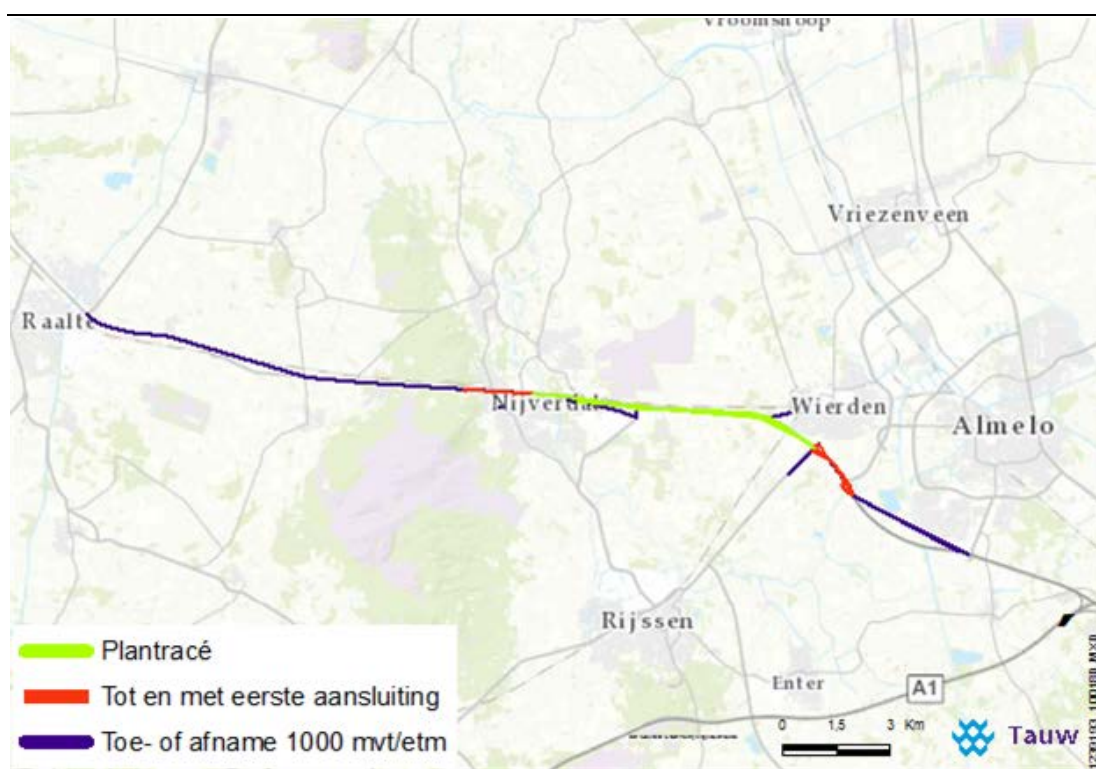 Vroomshoop
Vriezenveen
Raalte
Nijverdal
Wierden
Almelo
Rijssen
Plantracé
Tot en met eerste aansluiting
Enter
A1
Toe- of afname 1000 mvt/etm
0 1,5 3 Km
Tauw